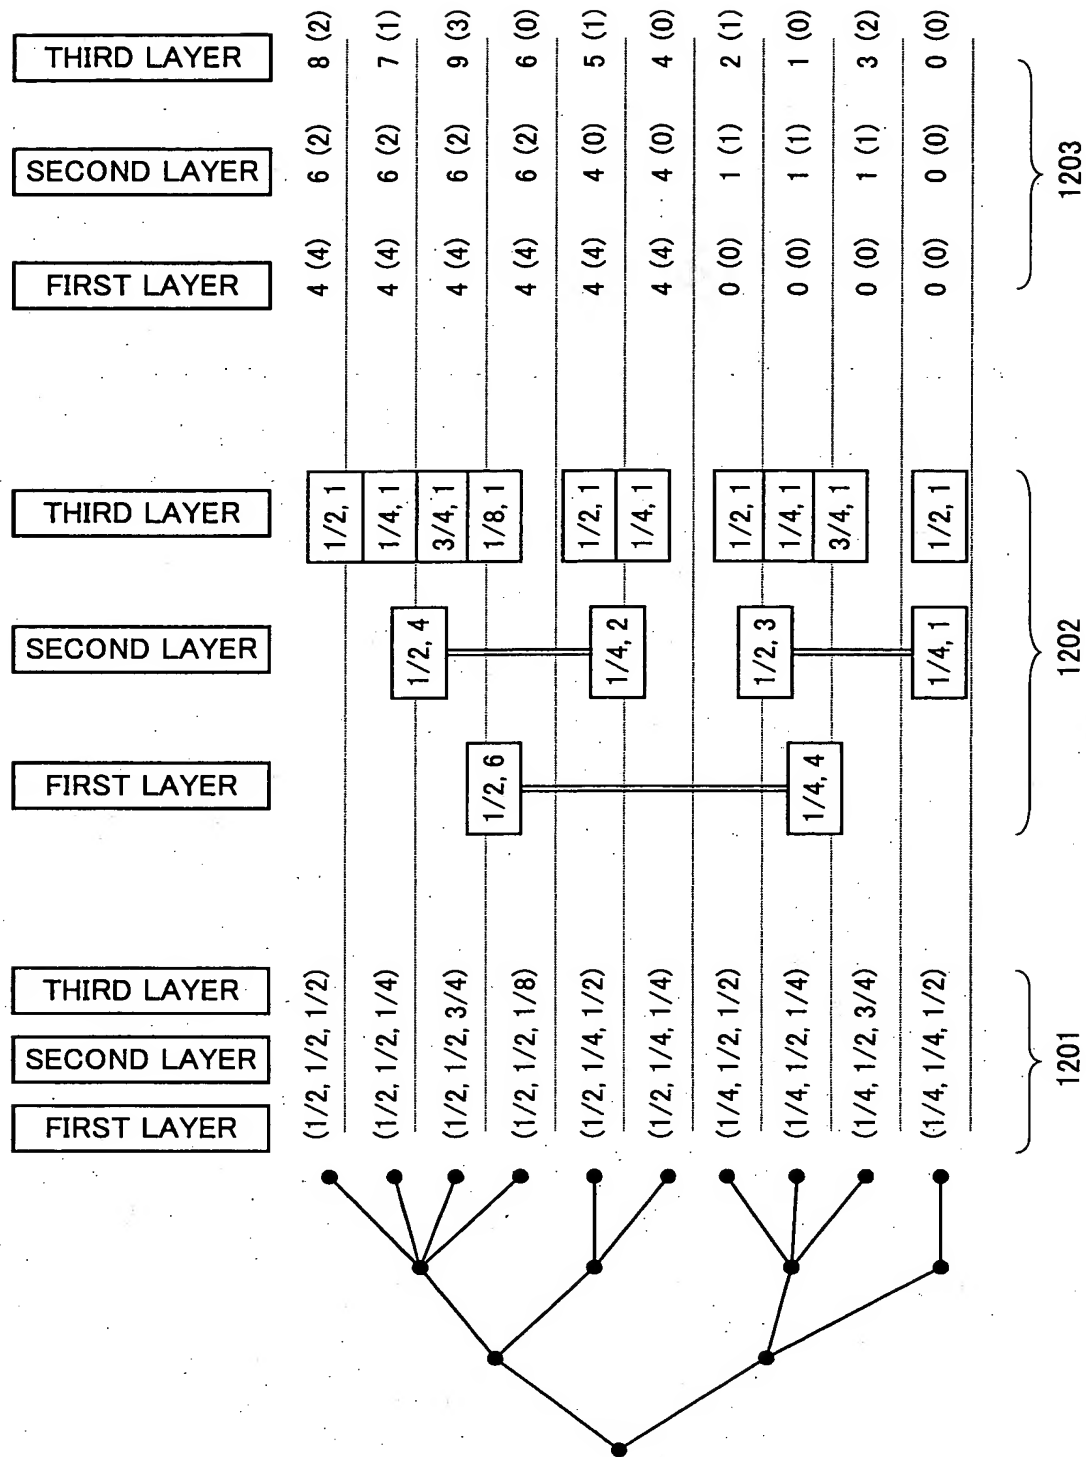 THIRD LAYER
8 (2)
7 (1)
9 (3)
6 (0)
5 (1)
4 (0)
2 (1)
1 (0)
3 (2)
0 (0)
SECOND LAYER
6 (2)
6 (2)
6 (2)
6 (2)
4 (0)
4 (0)
1 (1)
1 (1)
1 (1)
0 (0)
FIRST LAYER
4 (4)
4 (4)
4 (4)
4 (4)
4 (4)
4 (4)
0 (0)
0 (0)
0 (0)
0 (0)
1203
THIRD LAYER
1/2, 1
1/4, 1
3/4, 1
1/8, 1
1/2, 1
1/4, 1
1/2, 1
1/4, 1
3/4, 1
1/2, 1
SECOND LAYER
1/2, 4
1/4, 2
1/2, 3
1/4, 1
FIRST LAYER
1/2, 6
1/4, 4
1202
THIRD LAYER
SECOND LAYER
FIRST LAYER
(1/2, 1/2, 1/2)
(1/2, 1/2, 1/4)
(1/2, 1/2, 3/4)
(1/2, 1/2, 1/8)
(1/2, 1/4, 1/2)
(1/2, 1/4, 1/4)
(1/4, 1/2, 1/2)
(1/4, 1/2, 1/4)
(1/4, 1/2, 3/4)
(1/4, 1/4, 1/2)
1201